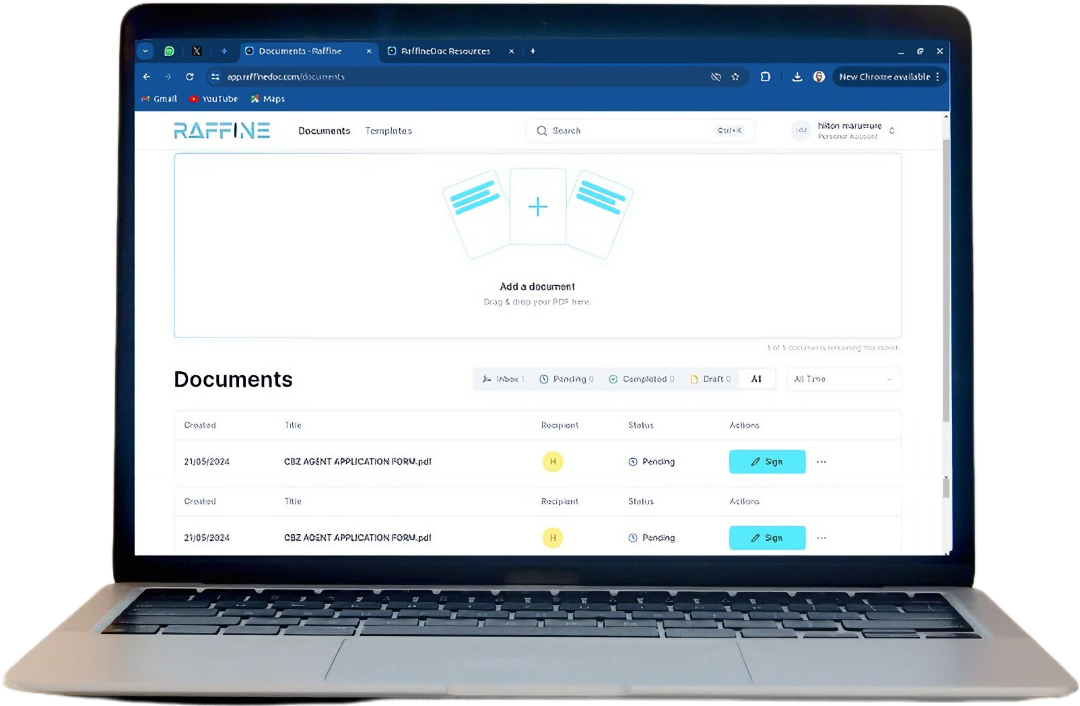 Documents - Raffine
RaffineDoc Resources
app.raffinedoc.com/documents
New Chrome available
Gmail
YouTube
Maps
RAFFINE
Documents
Templates
Search
Ctrl+K
hilton marufure
Personal Account
Add a document
Drag & drop your PDF here
5 of 5 documents remaining this month
Documents
Inbox 1
Pending 0
Completed 0
Draft 0
All
All Time
Created Title Recipient Status Actions
21/05/2024 CBZ AGENT APPLICATION FORM.pdf H Pending Sign
Created Title Recipient Status Actions
21/05/2024 CBZ AGENT APPLICATION FORM.pdf H Pending Sign